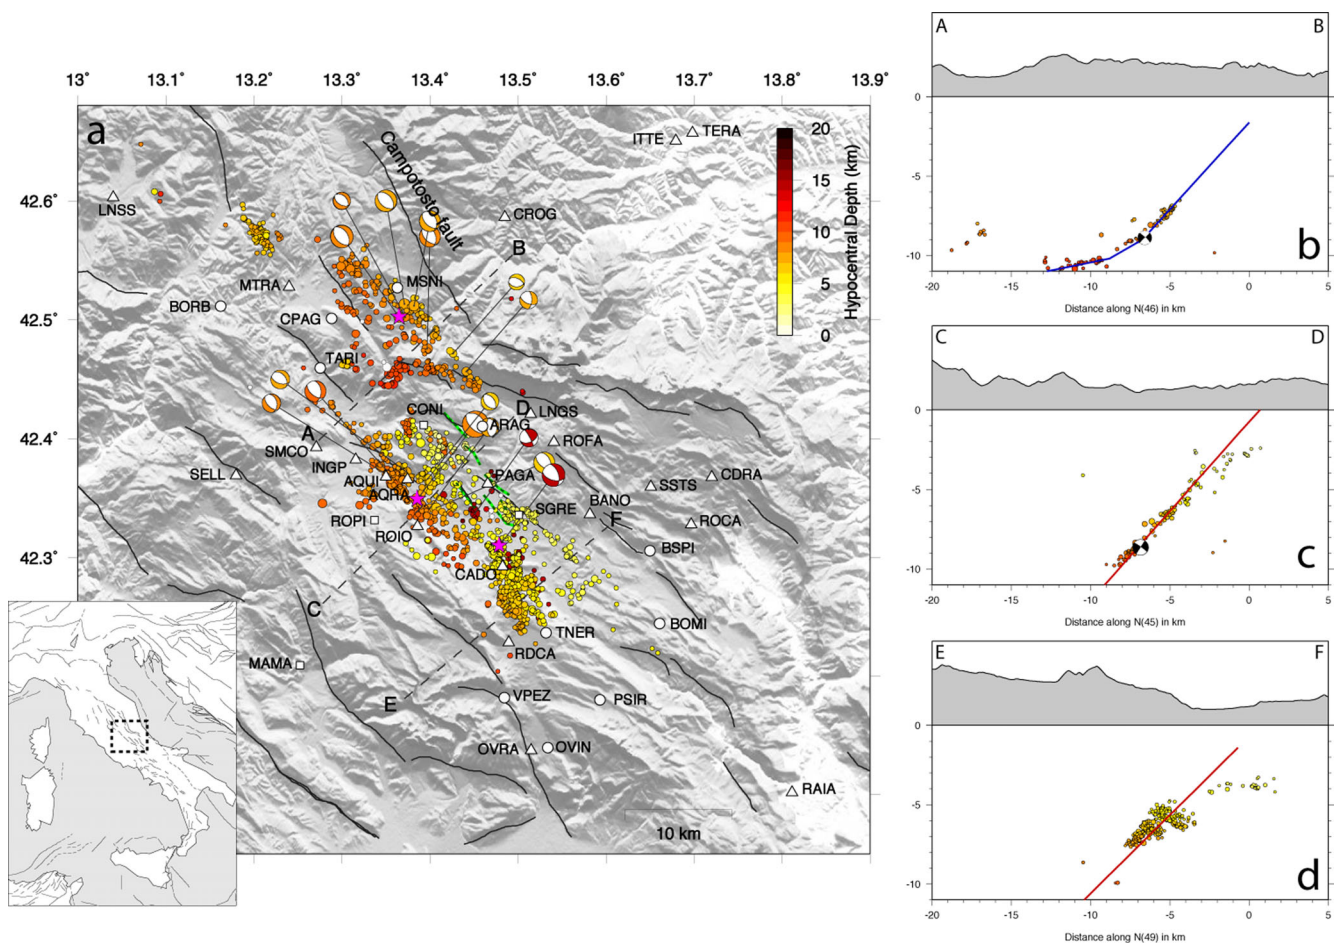 13˚ 13.1˚ 13.2˚ 13.3˚ 13.4˚ 13.5˚ 13.6˚ 13.7˚ 13.8˚ 13.9˚
a
42.6˚
42.5˚
42.4˚
42.3˚
Campotosto fault
ITTE
TERA
LNSS
CROG
B
MTRA
MSNI
BORB
CPAG
TARI
CONI
D
LNGS
ARAG
A
ROFA
SMCO
INGP
SELL
AQUI
PAGA
CDRA
AQRA
SSTS
BANO
SGRE
F
ROPI
ROIO
ROCA
BSPI
CADO
C
BOMI
TNER
MAMA
RDCA
E
VPEZ
PSIR
OVRA
OVIN
RAIA
10 km
20
15
10
5
0
Hypocentral Depth (km)
A B
0
-5
-10
b
-20 -15 -10 -5 0 5
Distance along N(46) in km
C D
0
-5
-10
c
-20 -15 -10 -5 0 5
Distance along N(45) in km
E F
0
-5
-10
d
-20 -15 -10 -5 0 5
Distance along N(49) in km